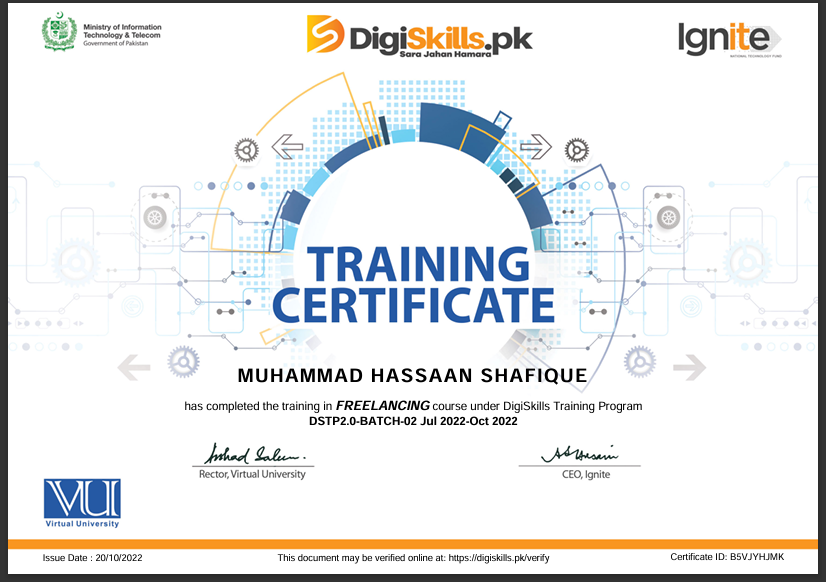 Ministry of Information
Technology & Telecom
Government of Pakistan
DigiSkills.pk
Sara Jahan Hamara
Ignite
NATIONAL TECHNOLOGY FUND
TRAINING
CERTIFICATE
MUHAMMAD HASSAAN SHAFIQUE
has completed the training in FREELANCING course under DigiSkills Training Program
DSTP2.0-BATCH-02 Jul 2022-Oct 2022
Arshad Saleem.
Rector, Virtual University
CEO, Ignite
VU
Virtual University
Issue Date : 20/10/2022
This document may be verified online at: https://digiskills.pk/verify
Certificate ID: B5VJYHJMK